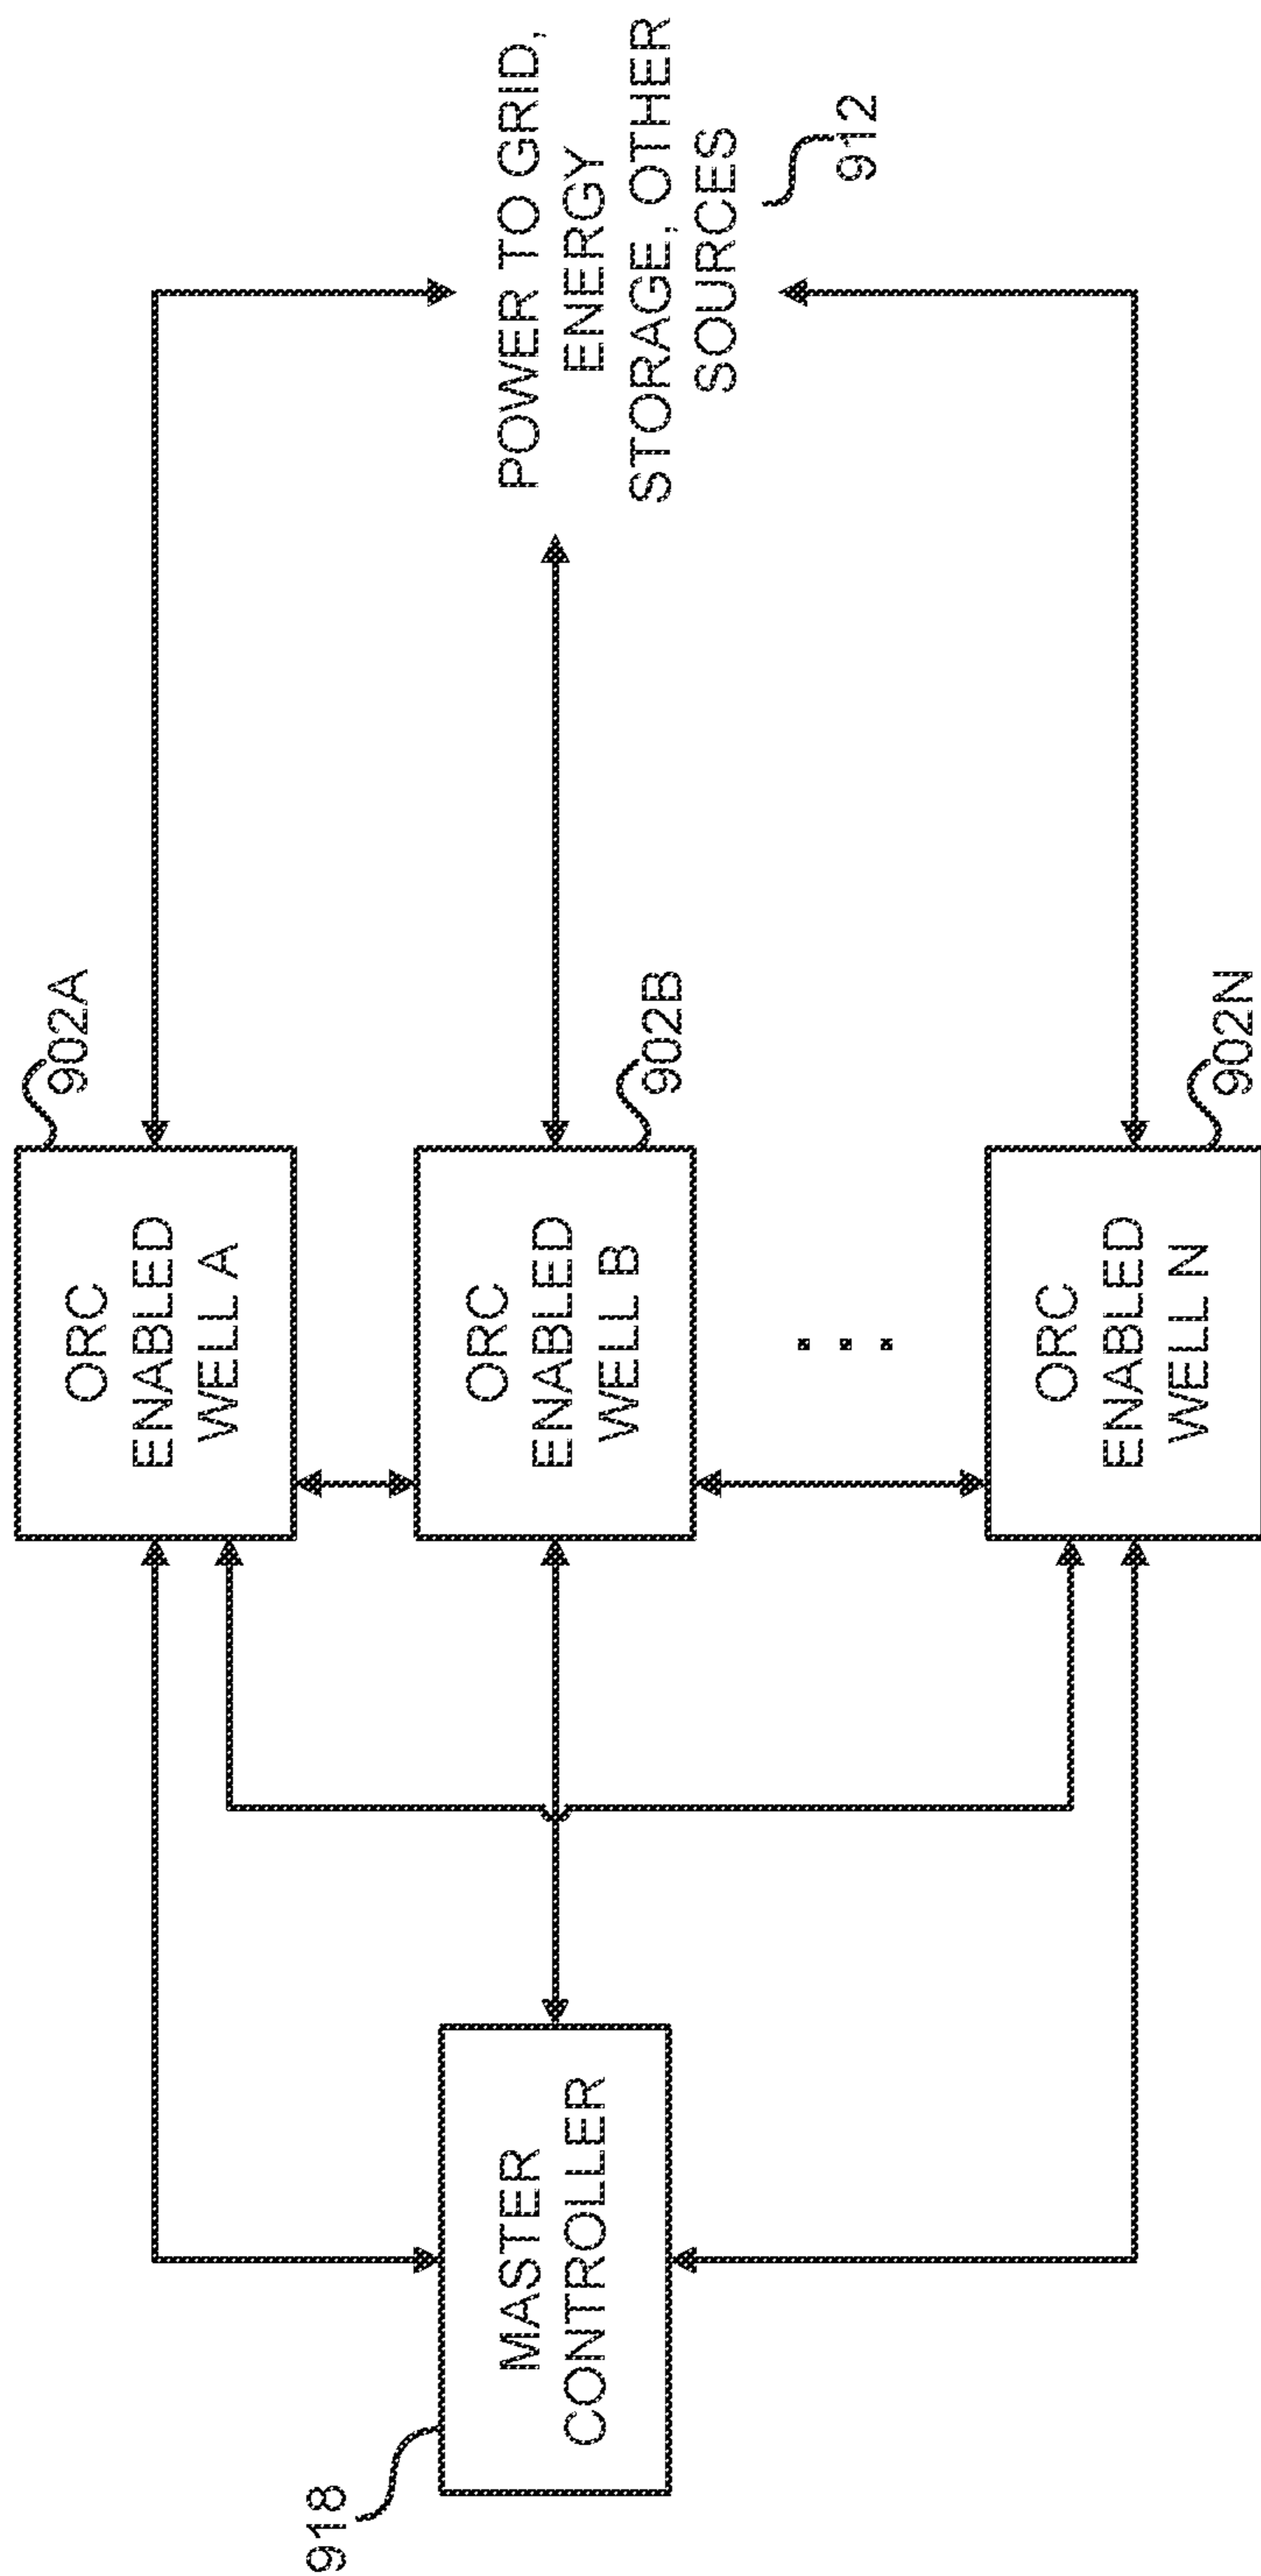 902A
ORC
ENABLED
WELL A
918
MASTER
CONTROLLER
902B
ORC
ENABLED
WELL B
POWER TO GRID,
ENERGY
STORAGE, OTHER
SOURCES
912
. . .
902N
ORC
ENABLED
WELL N